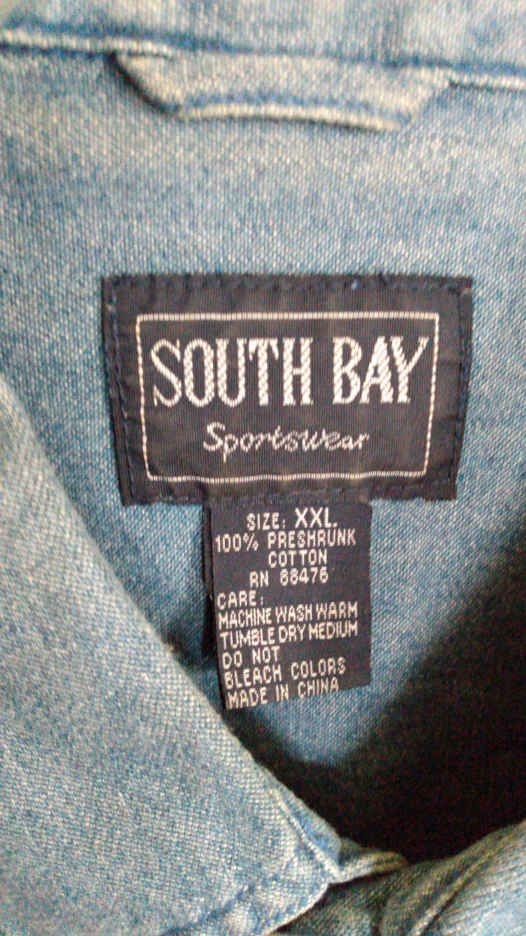 SOUTH BAY
Sportswear
SIZE: XXL
100% PRESHRUNK
COTTON
RN 88476
CARE:
MACHINE WASH WARM
TUMBLE DRY MEDIUM
DO NOT
BLEACH COLORS
MADE IN CHINA